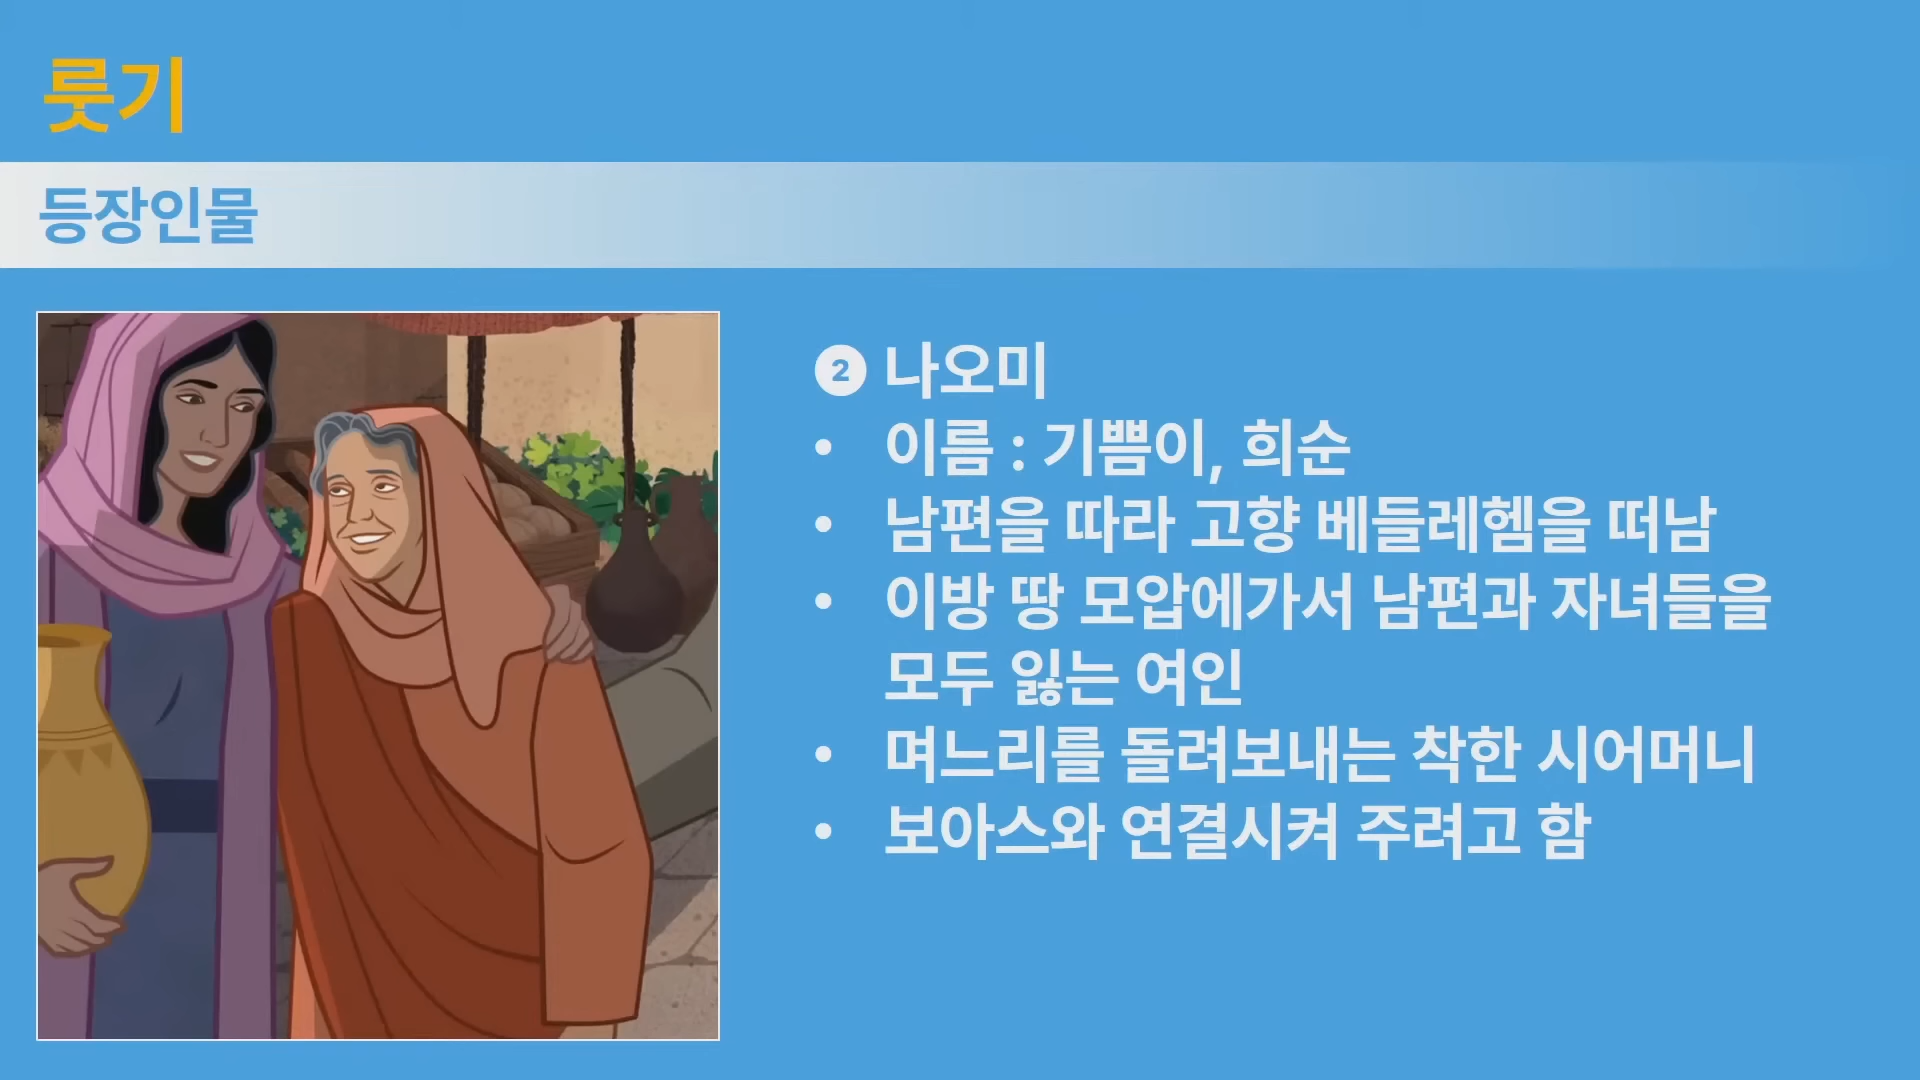 룻기
등장인물
❷ 나오미
• 이름 : 기쁨이, 희순
• 남편을 따라 고향 베들레헴을 떠남
• 이방 땅 모압에가서 남편과 자녀들을
모두 잃는 여인
• 며느리를 돌려보내는 착한 시어머니
• 보아스와 연결시켜 주려고 함